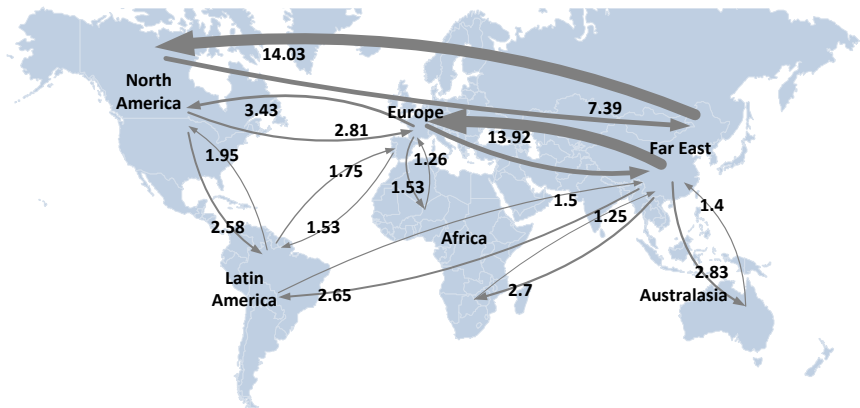 14.03
North
America
3.43
Europe
7.39
2.81
13.92
Far East
1.95
1.26
1.75
1.53
1.5
1.25
1.4
2.58
1.53
Africa
Latin
America
2.65
2.7
2.83
Australasia